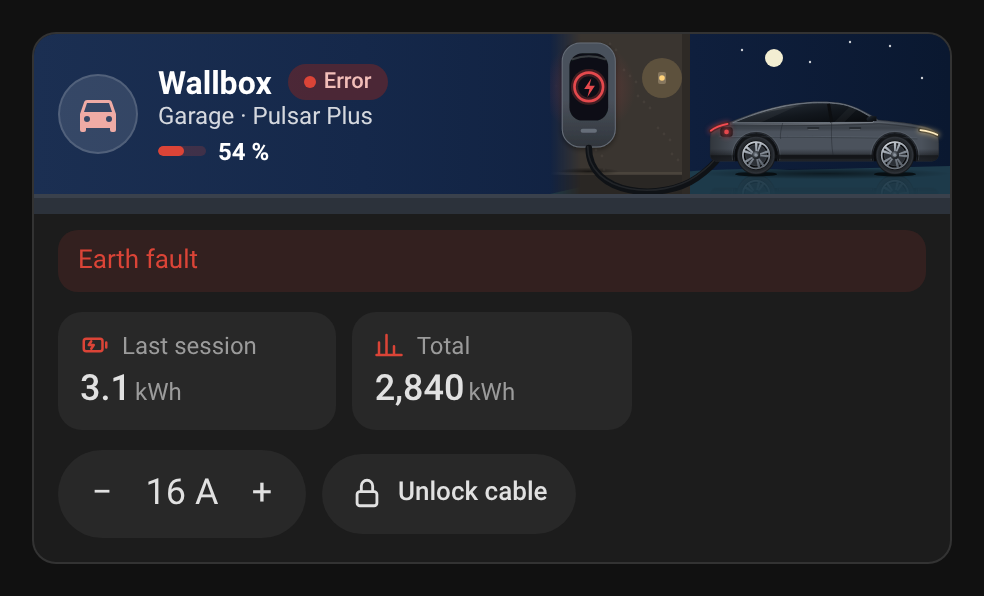 Wallbox
Error
Garage · Pulsar Plus
54 %
Earth fault
Last session
3.1 kWh
Total
2,840 kWh
− 16 A +
Unlock cable